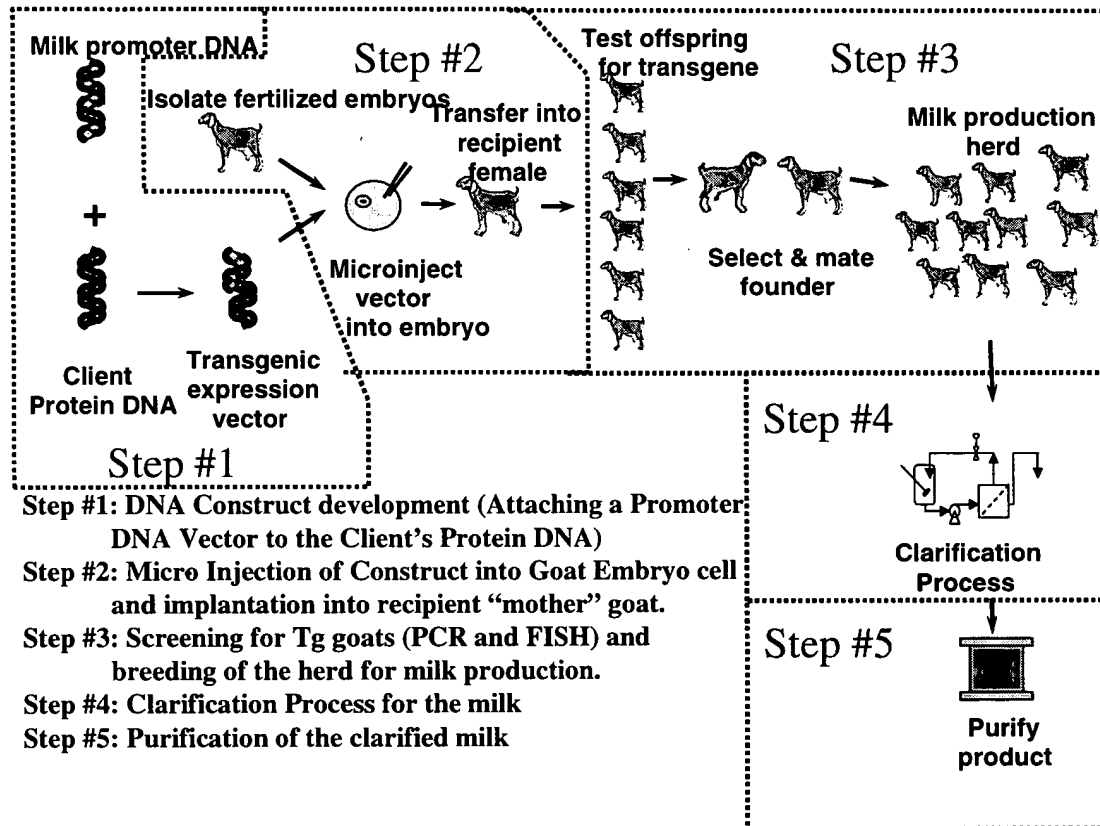 Milk promoter DNA
+
Client
Protein DNA
Transgenic
expression
vector
Step #1
Step #2
Isolate fertilized embryos
Transfer into
recipient
female
Microinject
vector
into embryo
Test offspring
for transgene
Step #3
Select & mate
founder
Milk production
herd
Step #4
Clarification
Process
Step #5
Purify
product
Step #1: DNA Construct development (Attaching a Promoter
DNA Vector to the Client's Protein DNA)
Step #2: Micro Injection of Construct into Goat Embryo cell
and implantation into recipient “mother” goat.
Step #3: Screening for Tg goats (PCR and FISH) and
breeding of the herd for milk production.
Step #4: Clarification Process for the milk
Step #5: Purification of the clarified milk